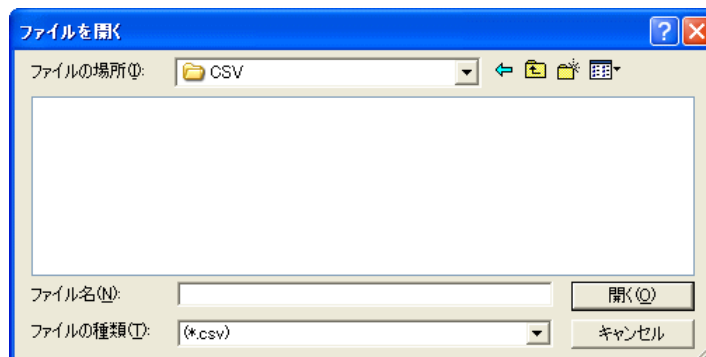 ファイルを開く
ファイルの場所(I): CSV
ファイル名(N): 開く(O)
ファイルの種類(T): (*.csv) キャンセル